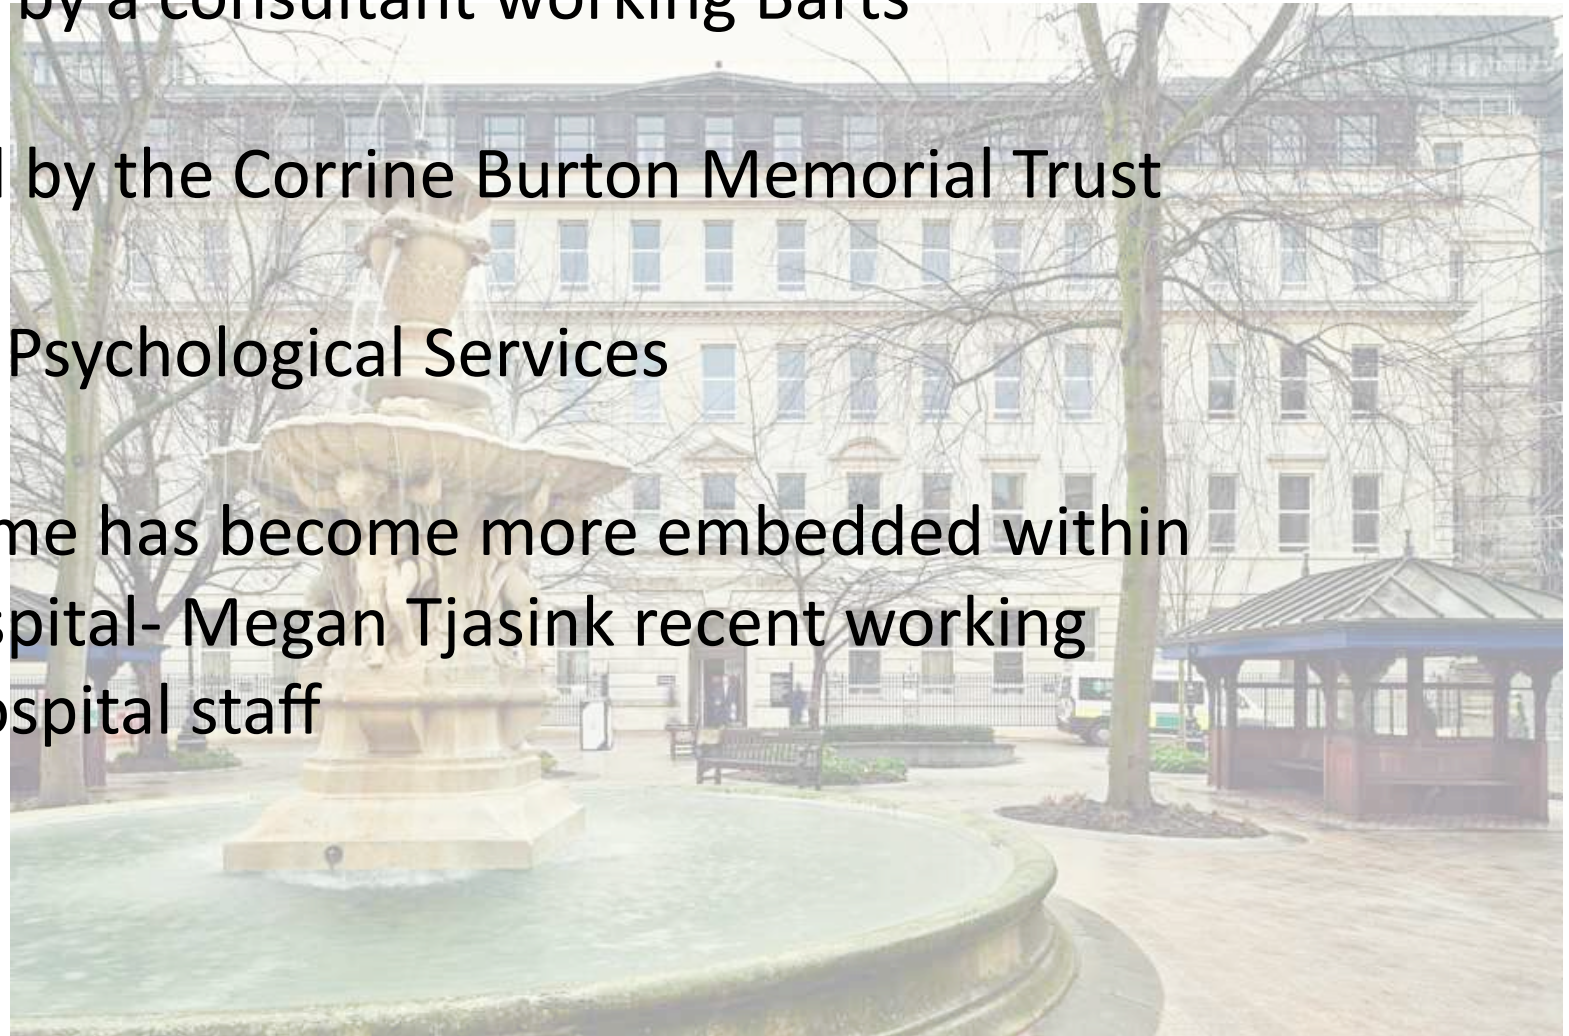 by a consultant working Barts
by the Corrine Burton Memorial Trust
Psychological Services
me has become more embedded within
spital- Megan Tjasink recent working
ospital staff